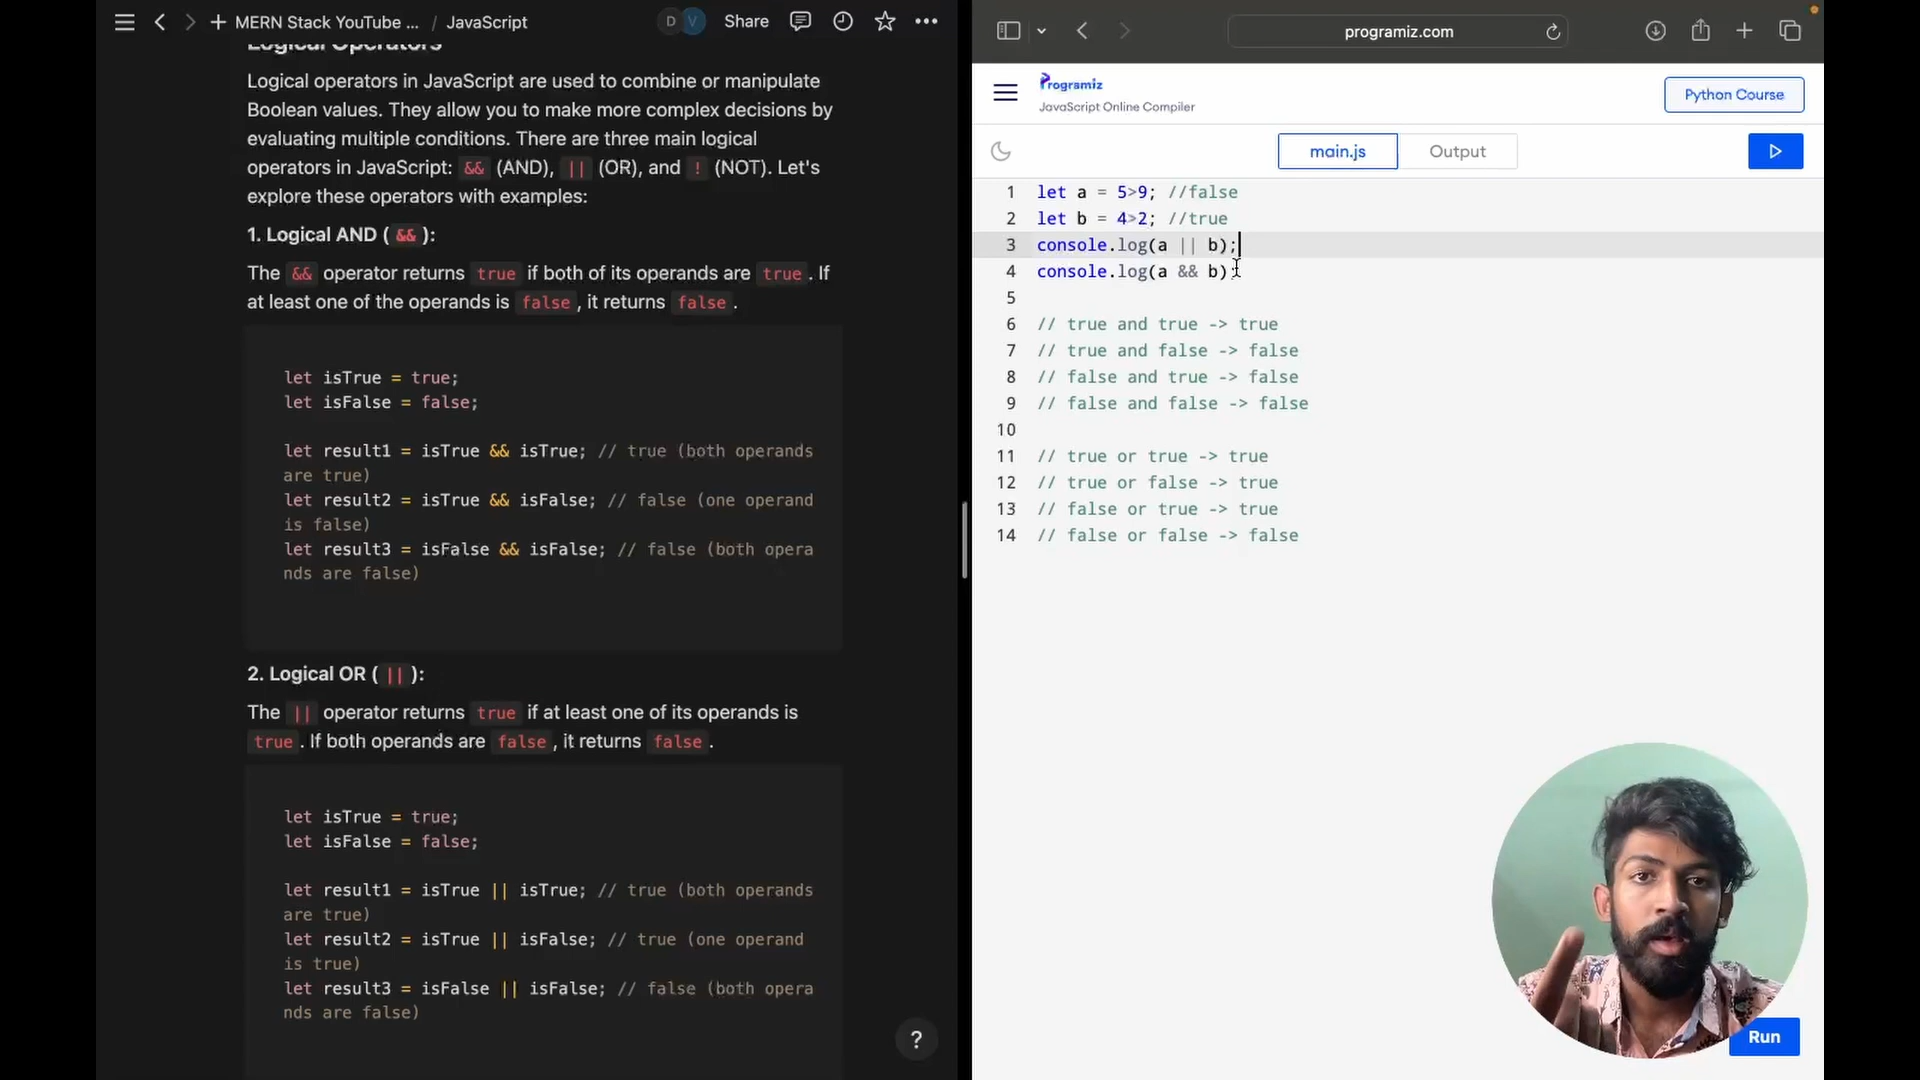 MERN Stack YouTube ... / JavaScript
D V Share
Logical Operators
Logical operators in JavaScript are used to combine or manipulate
Boolean values. They allow you to make more complex decisions by
evaluating multiple conditions. There are three main logical
operators in JavaScript: && (AND), || (OR), and ! (NOT). Let's
explore these operators with examples:
1. Logical AND ( && ):
The && operator returns true if both of its operands are true. If
at least one of the operands is false, it returns false.
let isTrue = true;
let isFalse = false;
let result1 = isTrue && isTrue; // true (both operands
are true)
let result2 = isTrue && isFalse; // false (one operand
is false)
let result3 = isFalse && isFalse; // false (both opera
nds are false)
2. Logical OR ( || ):
The || operator returns true if at least one of its operands is
true. If both operands are false, it returns false.
let isTrue = true;
let isFalse = false;
let result1 = isTrue || isTrue; // true (both operands
are true)
let result2 = isTrue || isFalse; // true (one operand
is true)
let result3 = isFalse || isFalse; // false (both opera
nds are false)
?
programiz.com
Programiz
JavaScript Online Compiler
Python Course
main.js
Output
1 let a = 5>9; //false
2 let b = 4>2; //true
3 console.log(a || b);
4 console.log(a && b);
5
6 // true and true -> true
7 // true and false -> false
8 // false and true -> false
9 // false and false -> false
10
11 // true or true -> true
12 // true or false -> true
13 // false or true -> true
14 // false or false -> false
Run